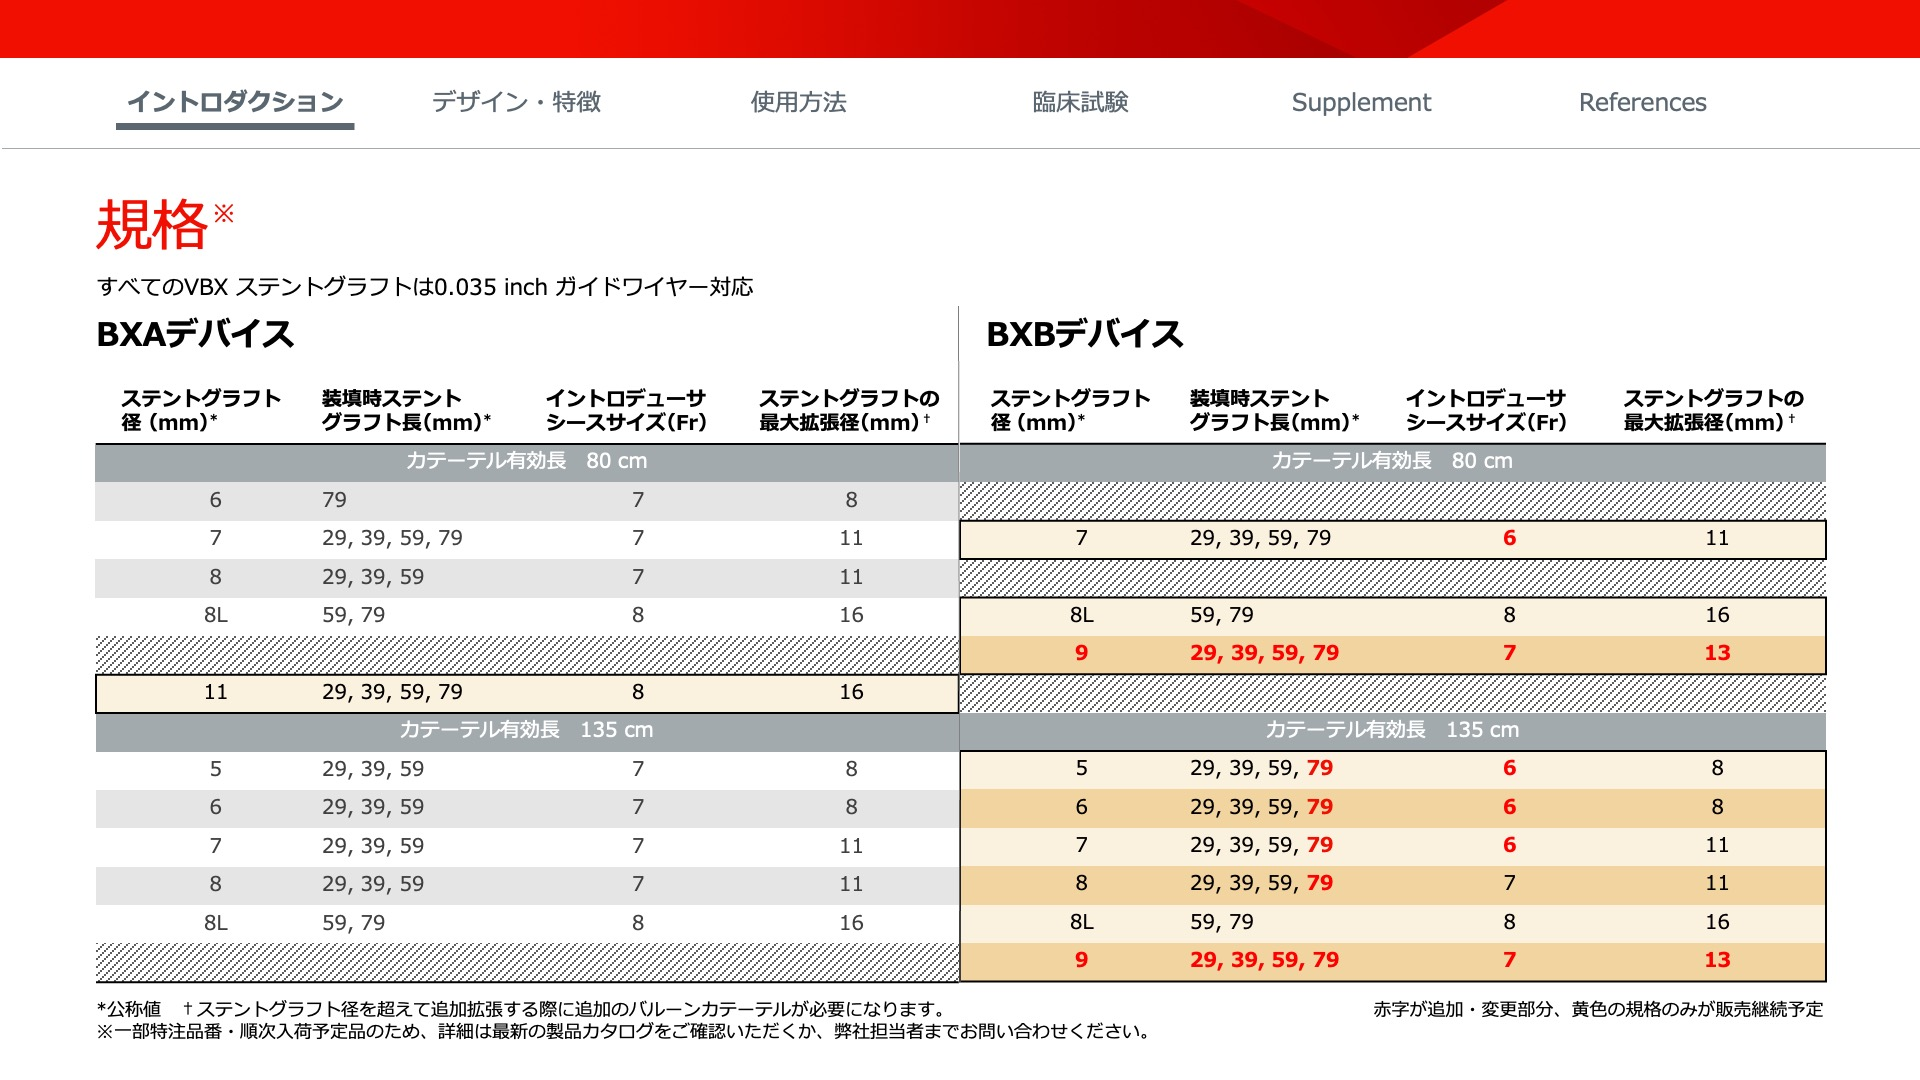 イントロダクション デザイン・特徴 使用方法 臨床試験 Supplement References
規格※
すべてのVBX ステントグラフトは0.035 inch ガイドワイヤー対応
BXAデバイス
ステントグラフト 装填時ステント イントロデューサ ステントグラフトの
径（mm）* グラフト長（mm）* シースサイズ（Fr） 最大拡張径（mm）†
カテーテル有効長　80 cm
6 79 7 8
7 29, 39, 59, 79 7 11
8 29, 39, 59 7 11
8L 59, 79 8 16
11 29, 39, 59, 79 8 16
カテーテル有効長　135 cm
5 29, 39, 59 7 8
6 29, 39, 59 7 8
7 29, 39, 59 7 11
8 29, 39, 59 7 11
8L 59, 79 8 16
BXBデバイス
ステントグラフト 装填時ステント イントロデューサ ステントグラフトの
径（mm）* グラフト長（mm）* シースサイズ（Fr） 最大拡張径（mm）†
カテーテル有効長　80 cm
7 29, 39, 59, 79 6 11
8L 59, 79 8 16
9 29, 39, 59, 79 7 13
カテーテル有効長　135 cm
5 29, 39, 59, 79 6 8
6 29, 39, 59, 79 6 8
7 29, 39, 59, 79 6 11
8 29, 39, 59, 79 7 11
8L 59, 79 8 16
9 29, 39, 59, 79 7 13
*公称値　†ステントグラフト径を超えて追加拡張する際に追加のバルーンカテーテルが必要になります。
※一部特注品番・順次入荷予定品のため、詳細は最新の製品カタログをご確認いただくか、弊社担当者までお問い合わせください。
赤字が追加・変更部分、黄色の規格のみが販売継続予定